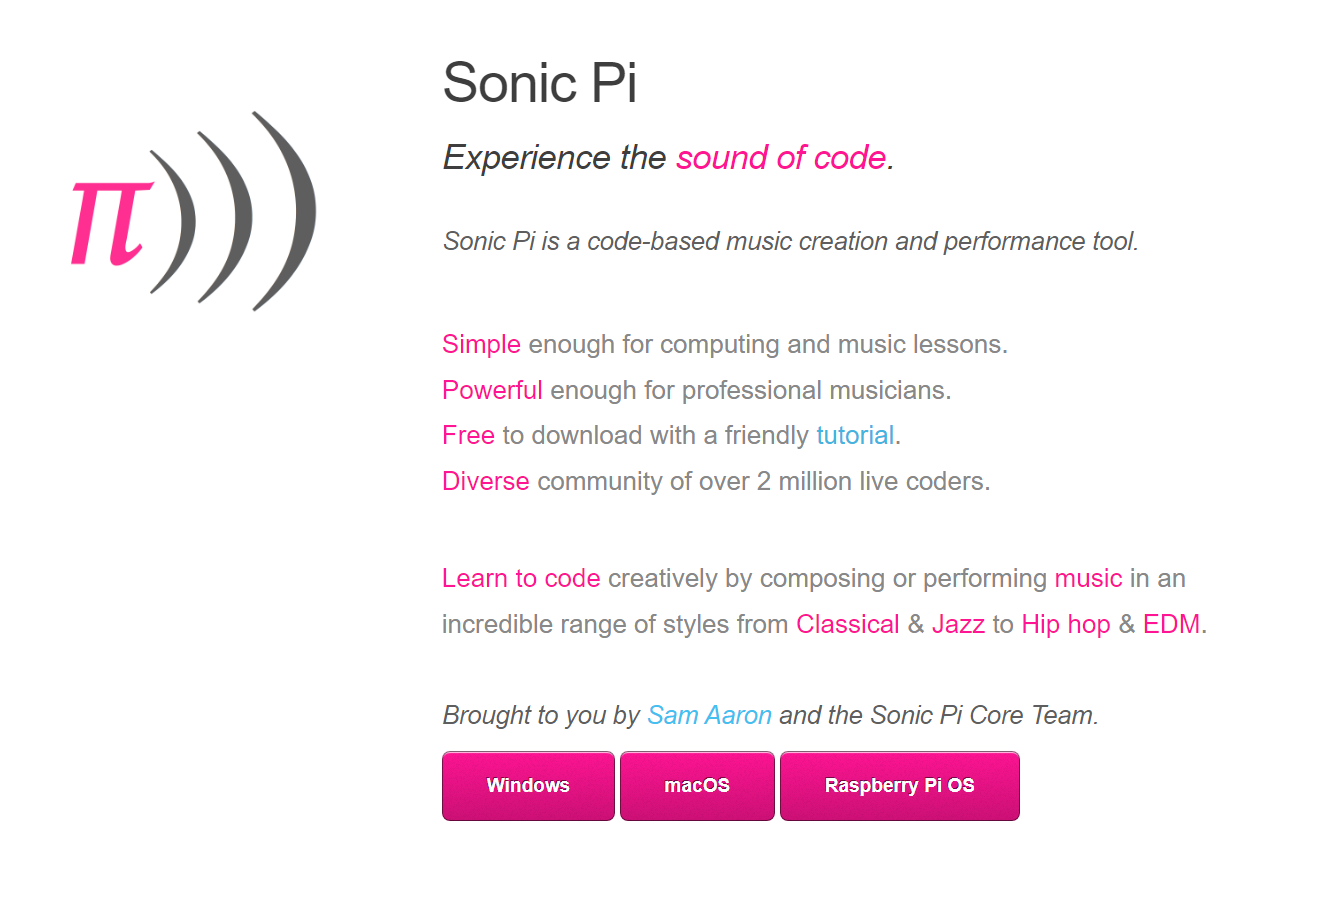 Sonic Pi
Experience the sound of code.
Sonic Pi is a code-based music creation and performance tool.
Simple enough for computing and music lessons.
Powerful enough for professional musicians.
Free to download with a friendly tutorial.
Diverse community of over 2 million live coders.
Learn to code creatively by composing or performing music in an
incredible range of styles from Classical & Jazz to Hip hop & EDM.
Brought to you by Sam Aaron and the Sonic Pi Core Team.
Windows macOS Raspberry Pi OS
π)))